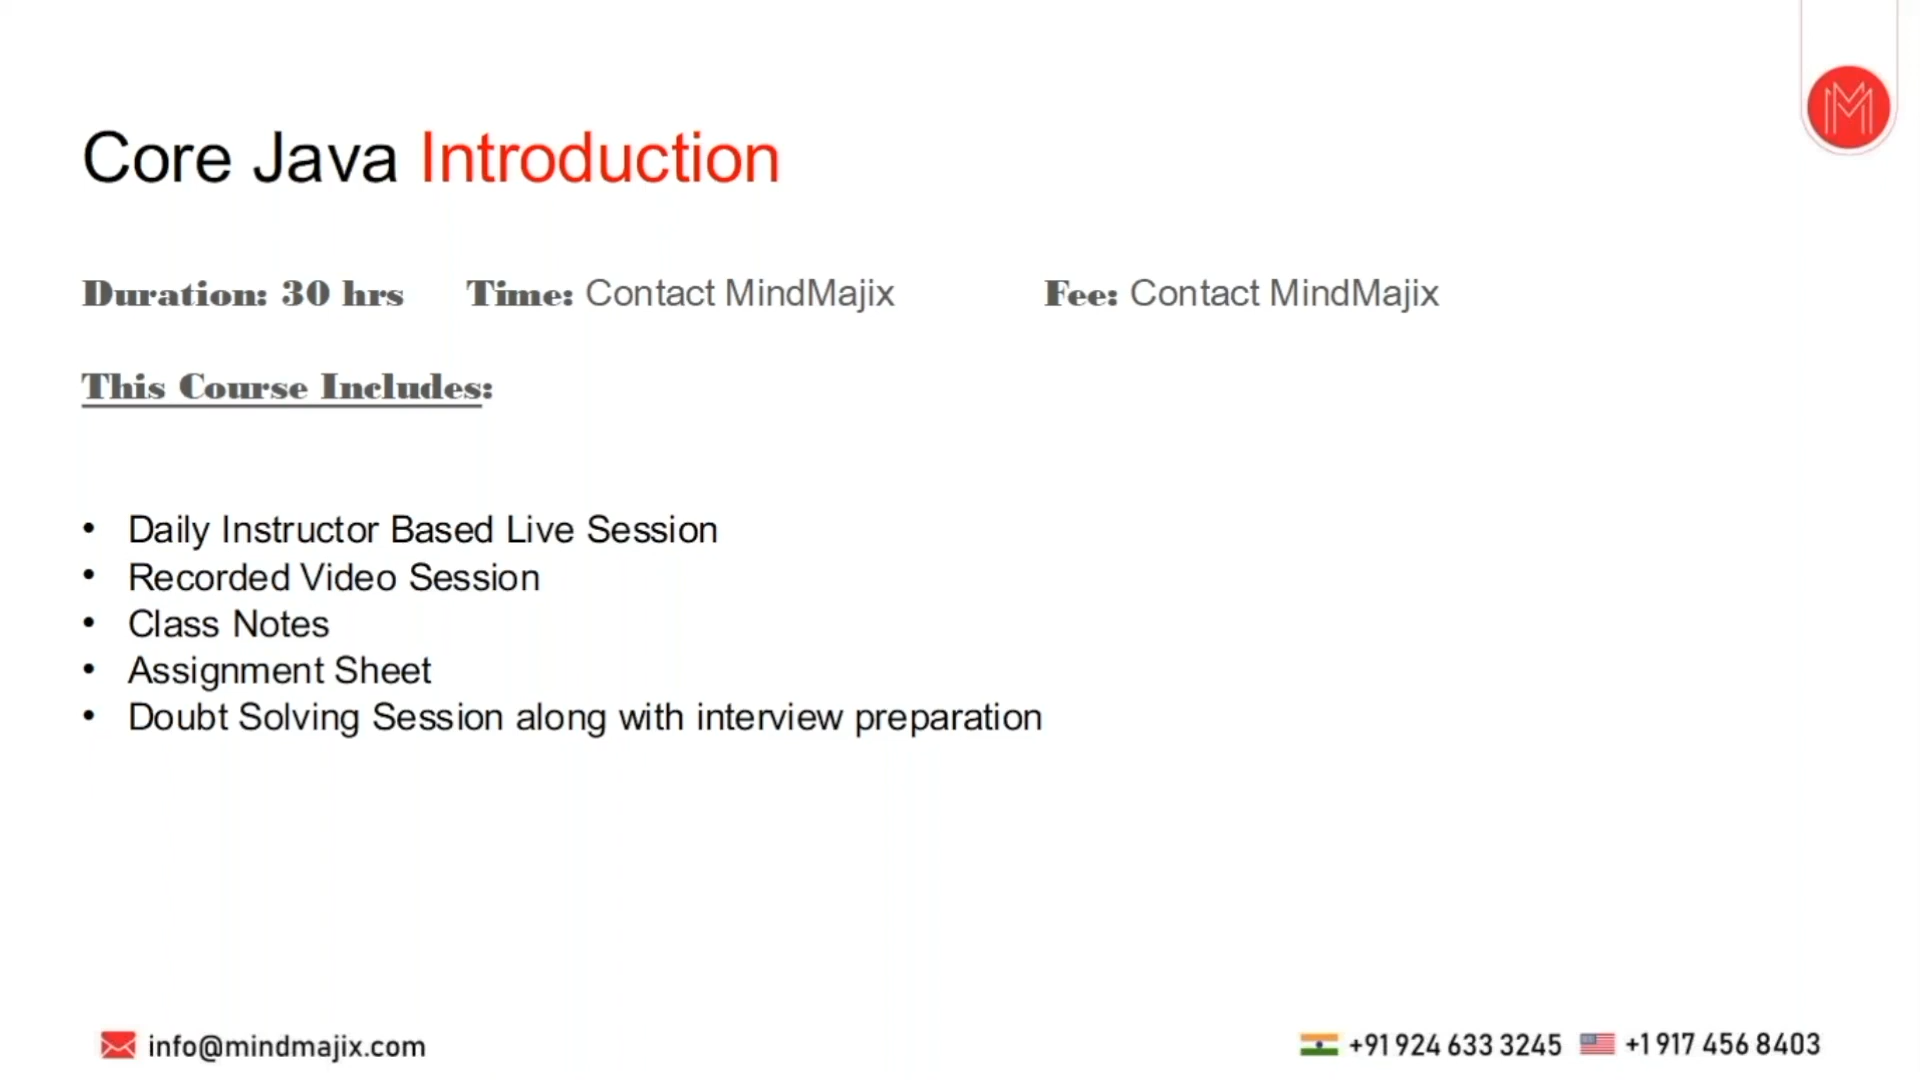 Core Java Introduction
Duration: 30 hrs Time: Contact MindMajix Fee: Contact MindMajix
This Course Includes:
• Daily Instructor Based Live Session
• Recorded Video Session
• Class Notes
• Assignment Sheet
• Doubt Solving Session along with interview preparation
info@mindmajix.com +91 924 633 3245 +1 917 456 8403